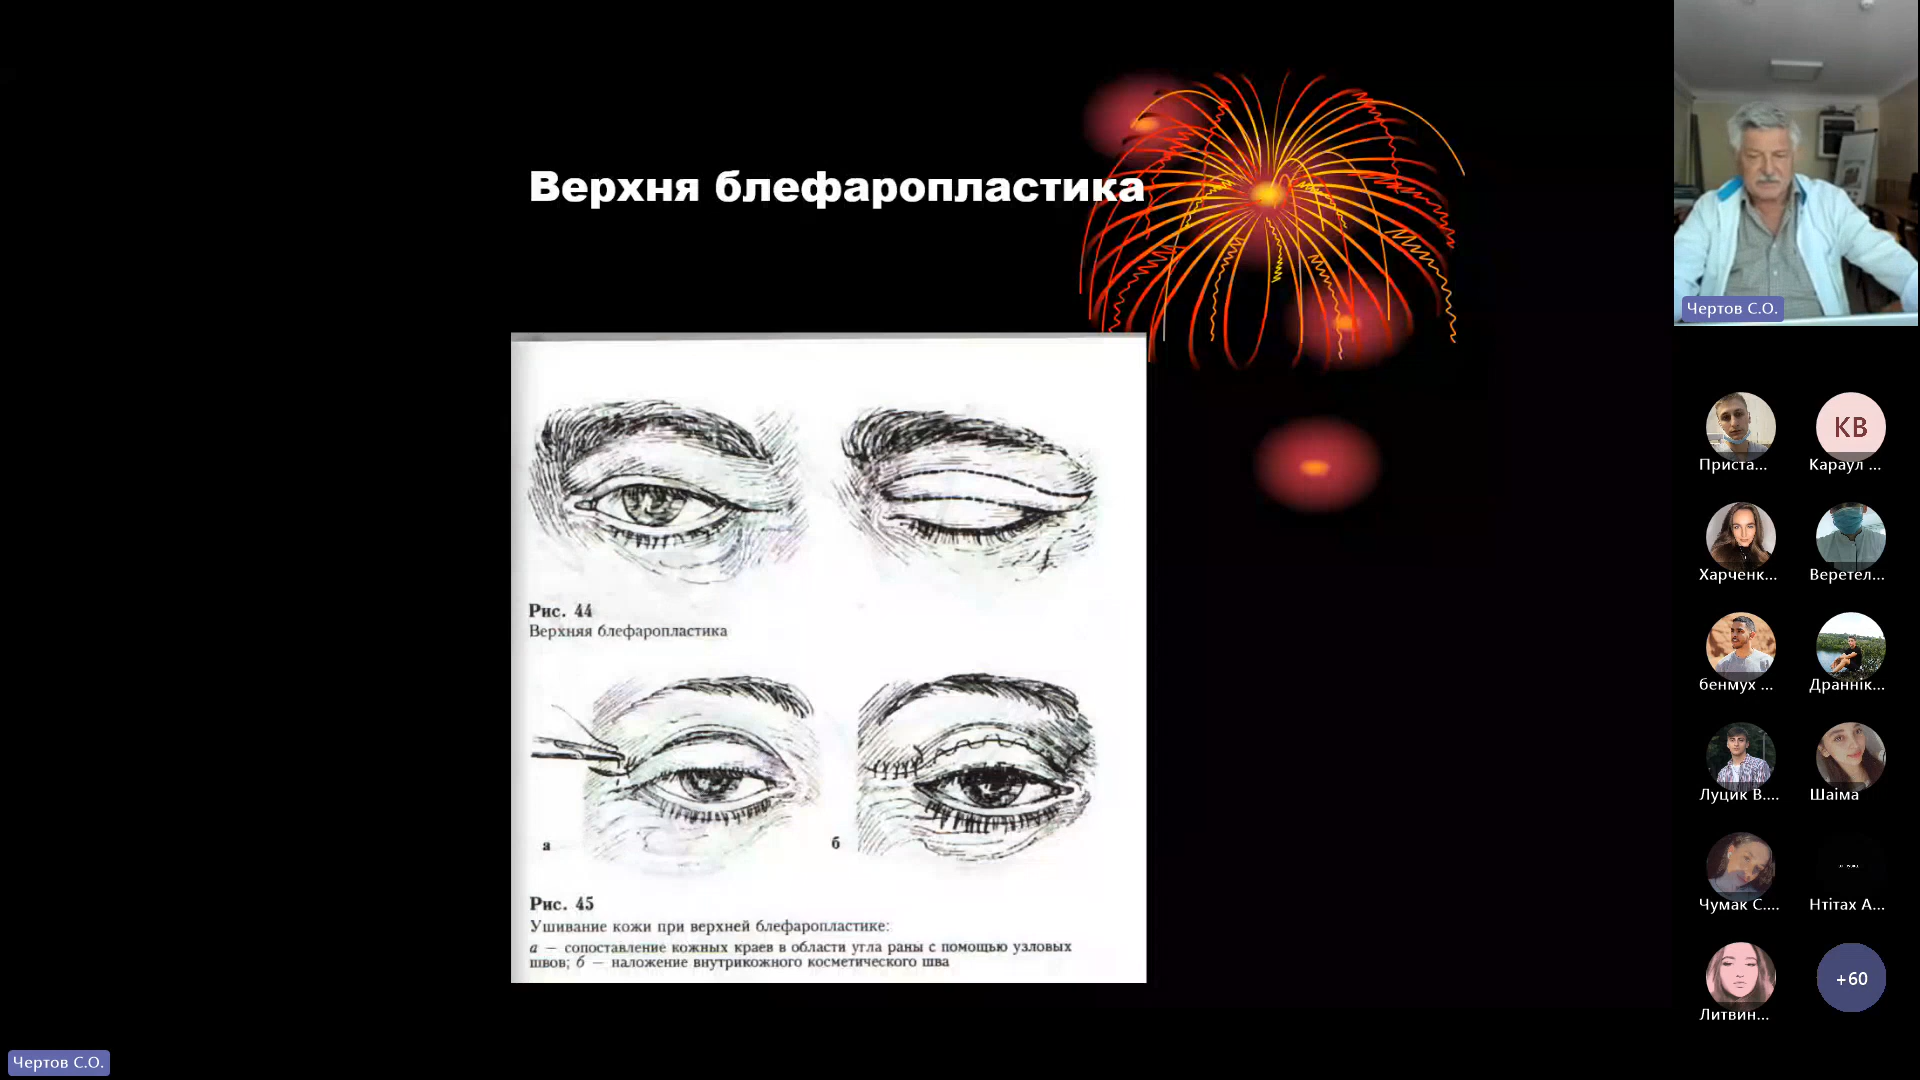 Верхня блефаропластика
Рис. 44
Верхняя блефаропластика
а
б
Рис. 45
Ушивание кожи при верхней блефаропластике:
а — сопоставление кожных краев в области угла раны с помощью узловых
швов; б — наложение внутрикожного косметического шва
Чертов С.О.
КВ
Приста...
Караул ...
Харченк...
Веретел...
бенмух ...
Драннік...
Луцик В....
Шаіма
Чумак С....
Нтітах А...
+60
Литвин...
Чертов С.О.